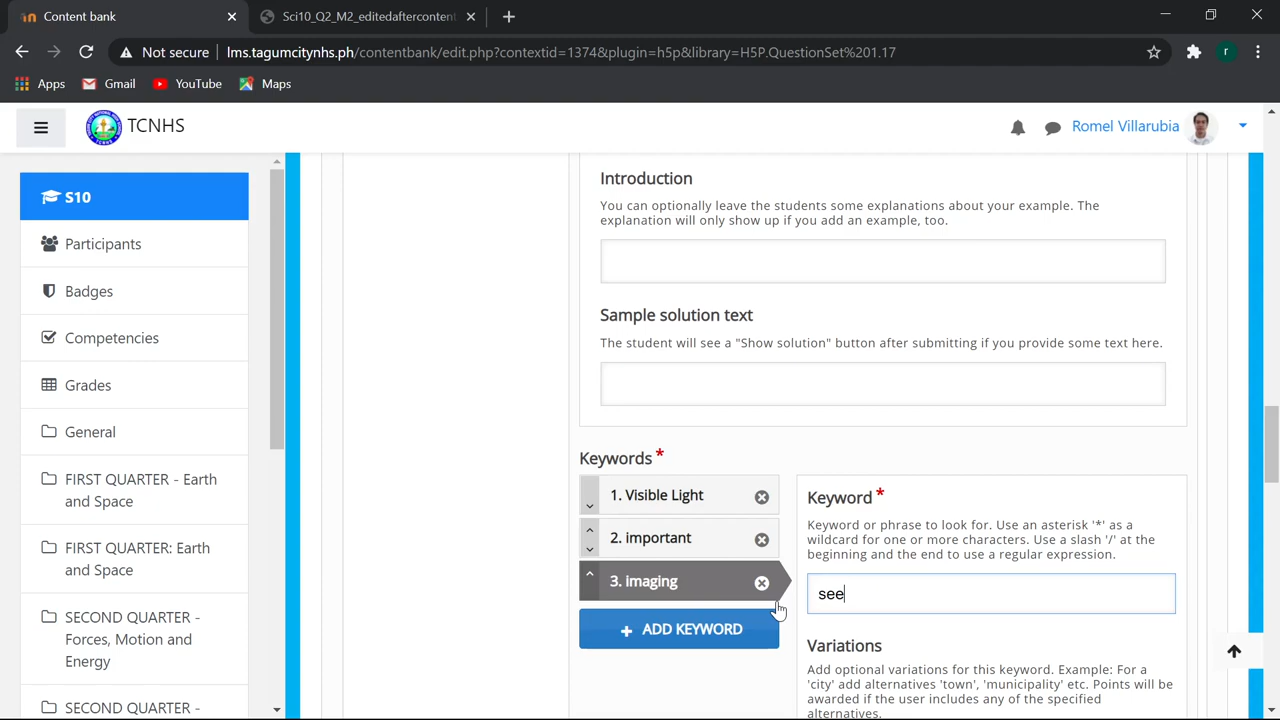 Content bank
Sci10_Q2_M2_editedaftercontent
Not secure
lms.tagumcitynhs.ph/contentbank/edit.php?contextid=1374&plugin=h5p&library=H5P.QuestionSet%201.17
r
Apps
Gmail
YouTube
Maps
TCNHS
Romel Villarubia
S10
Participants
Badges
Competencies
Grades
General
FIRST QUARTER - Earth
and Space
FIRST QUARTER: Earth
and Space
SECOND QUARTER -
Forces, Motion and
Energy
SECOND QUARTER -
Introduction
You can optionally leave the students some explanations about your example. The
explanation will only show up if you add an example, too.
Sample solution text
The student will see a "Show solution" button after submitting if you provide some text here.
Keywords *
1. Visible Light
2. important
3. imaging
+ ADD KEYWORD
Keyword *
Keyword or phrase to look for. Use an asterisk '*' as a
wildcard for one or more characters. Use a slash '/' at the
beginning and the end to use a regular expression.
see
Variations
Add optional variations for this keyword. Example: For a
'city' add alternatives 'town', 'municipality' etc. Points will be
awarded if the user includes any of the specified
alternatives.